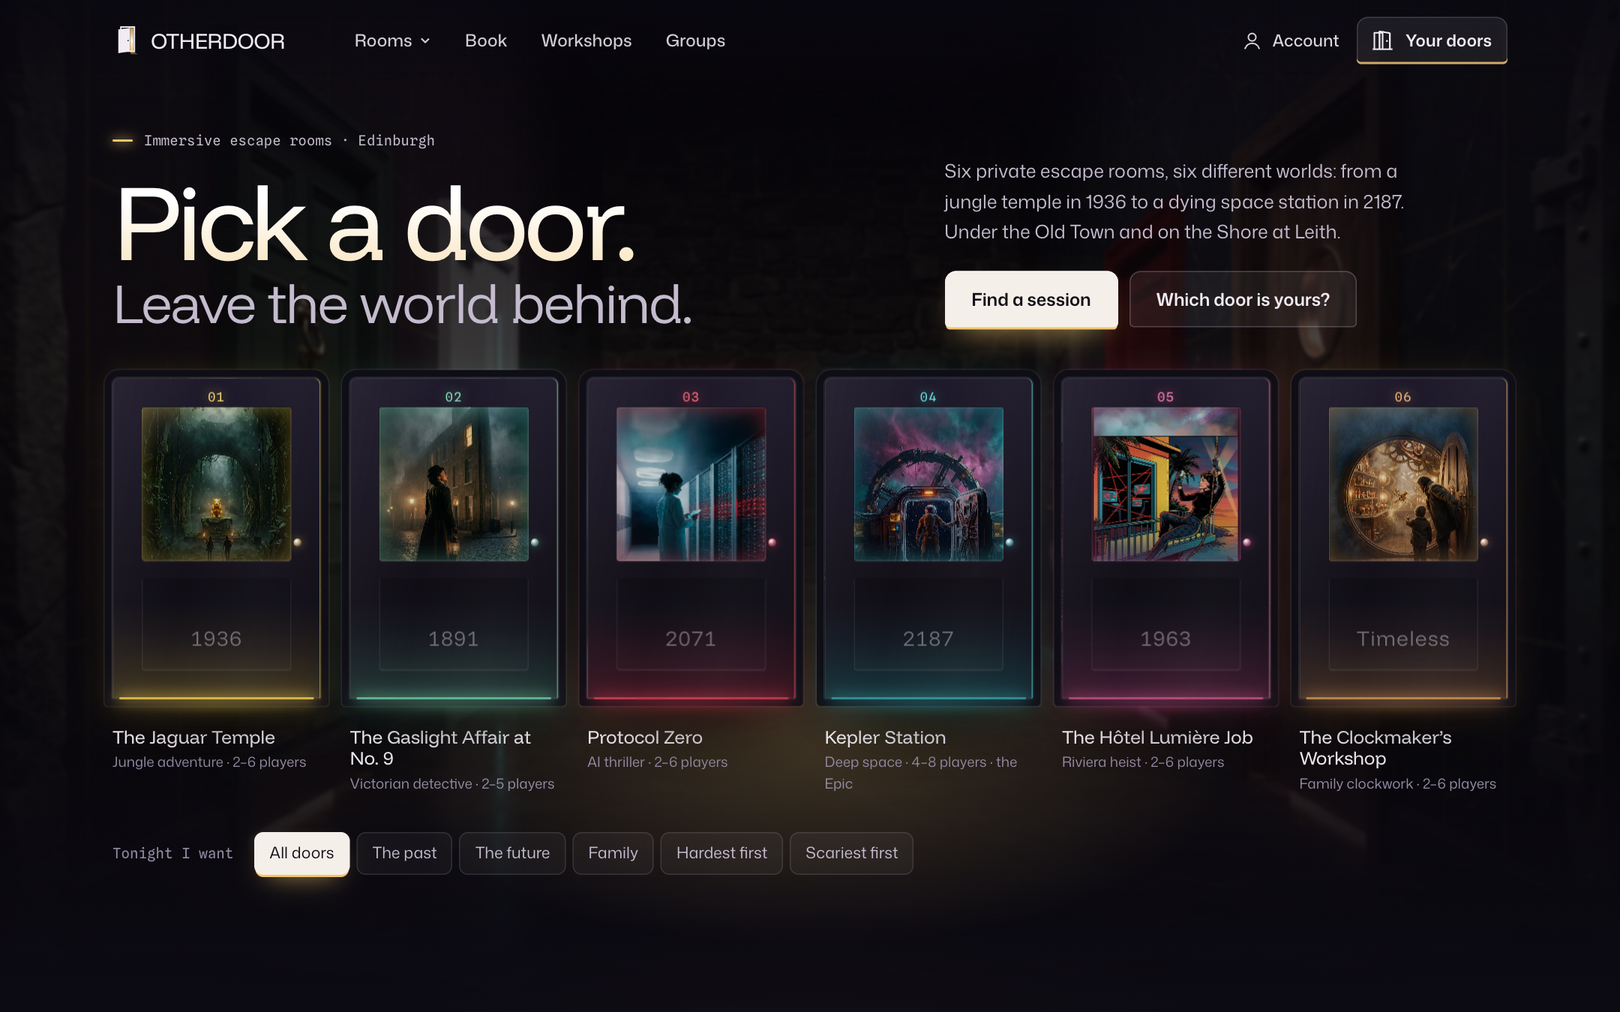 OTHERDOOR
Rooms
Book
Workshops
Groups
Account
Your doors
Immersive escape rooms · Edinburgh
Pick a door.
Leave the world behind.
Six private escape rooms, six different worlds: from a
jungle temple in 1936 to a dying space station in 2187.
Under the Old Town and on the Shore at Leith.
Find a session
Which door is yours?
01
1936
The Jaguar Temple
Jungle adventure · 2–6 players
02
1891
The Gaslight Affair at
No. 9
Victorian detective · 2–5 players
03
2071
Protocol Zero
AI thriller · 2–6 players
04
2187
Kepler Station
Deep space · 4–8 players · the
Epic
05
1963
The Hôtel Lumière Job
Riviera heist · 2–6 players
06
Timeless
The Clockmaker’s
Workshop
Family clockwork · 2–6 players
Tonight I want
All doors
The past
The future
Family
Hardest first
Scariest first